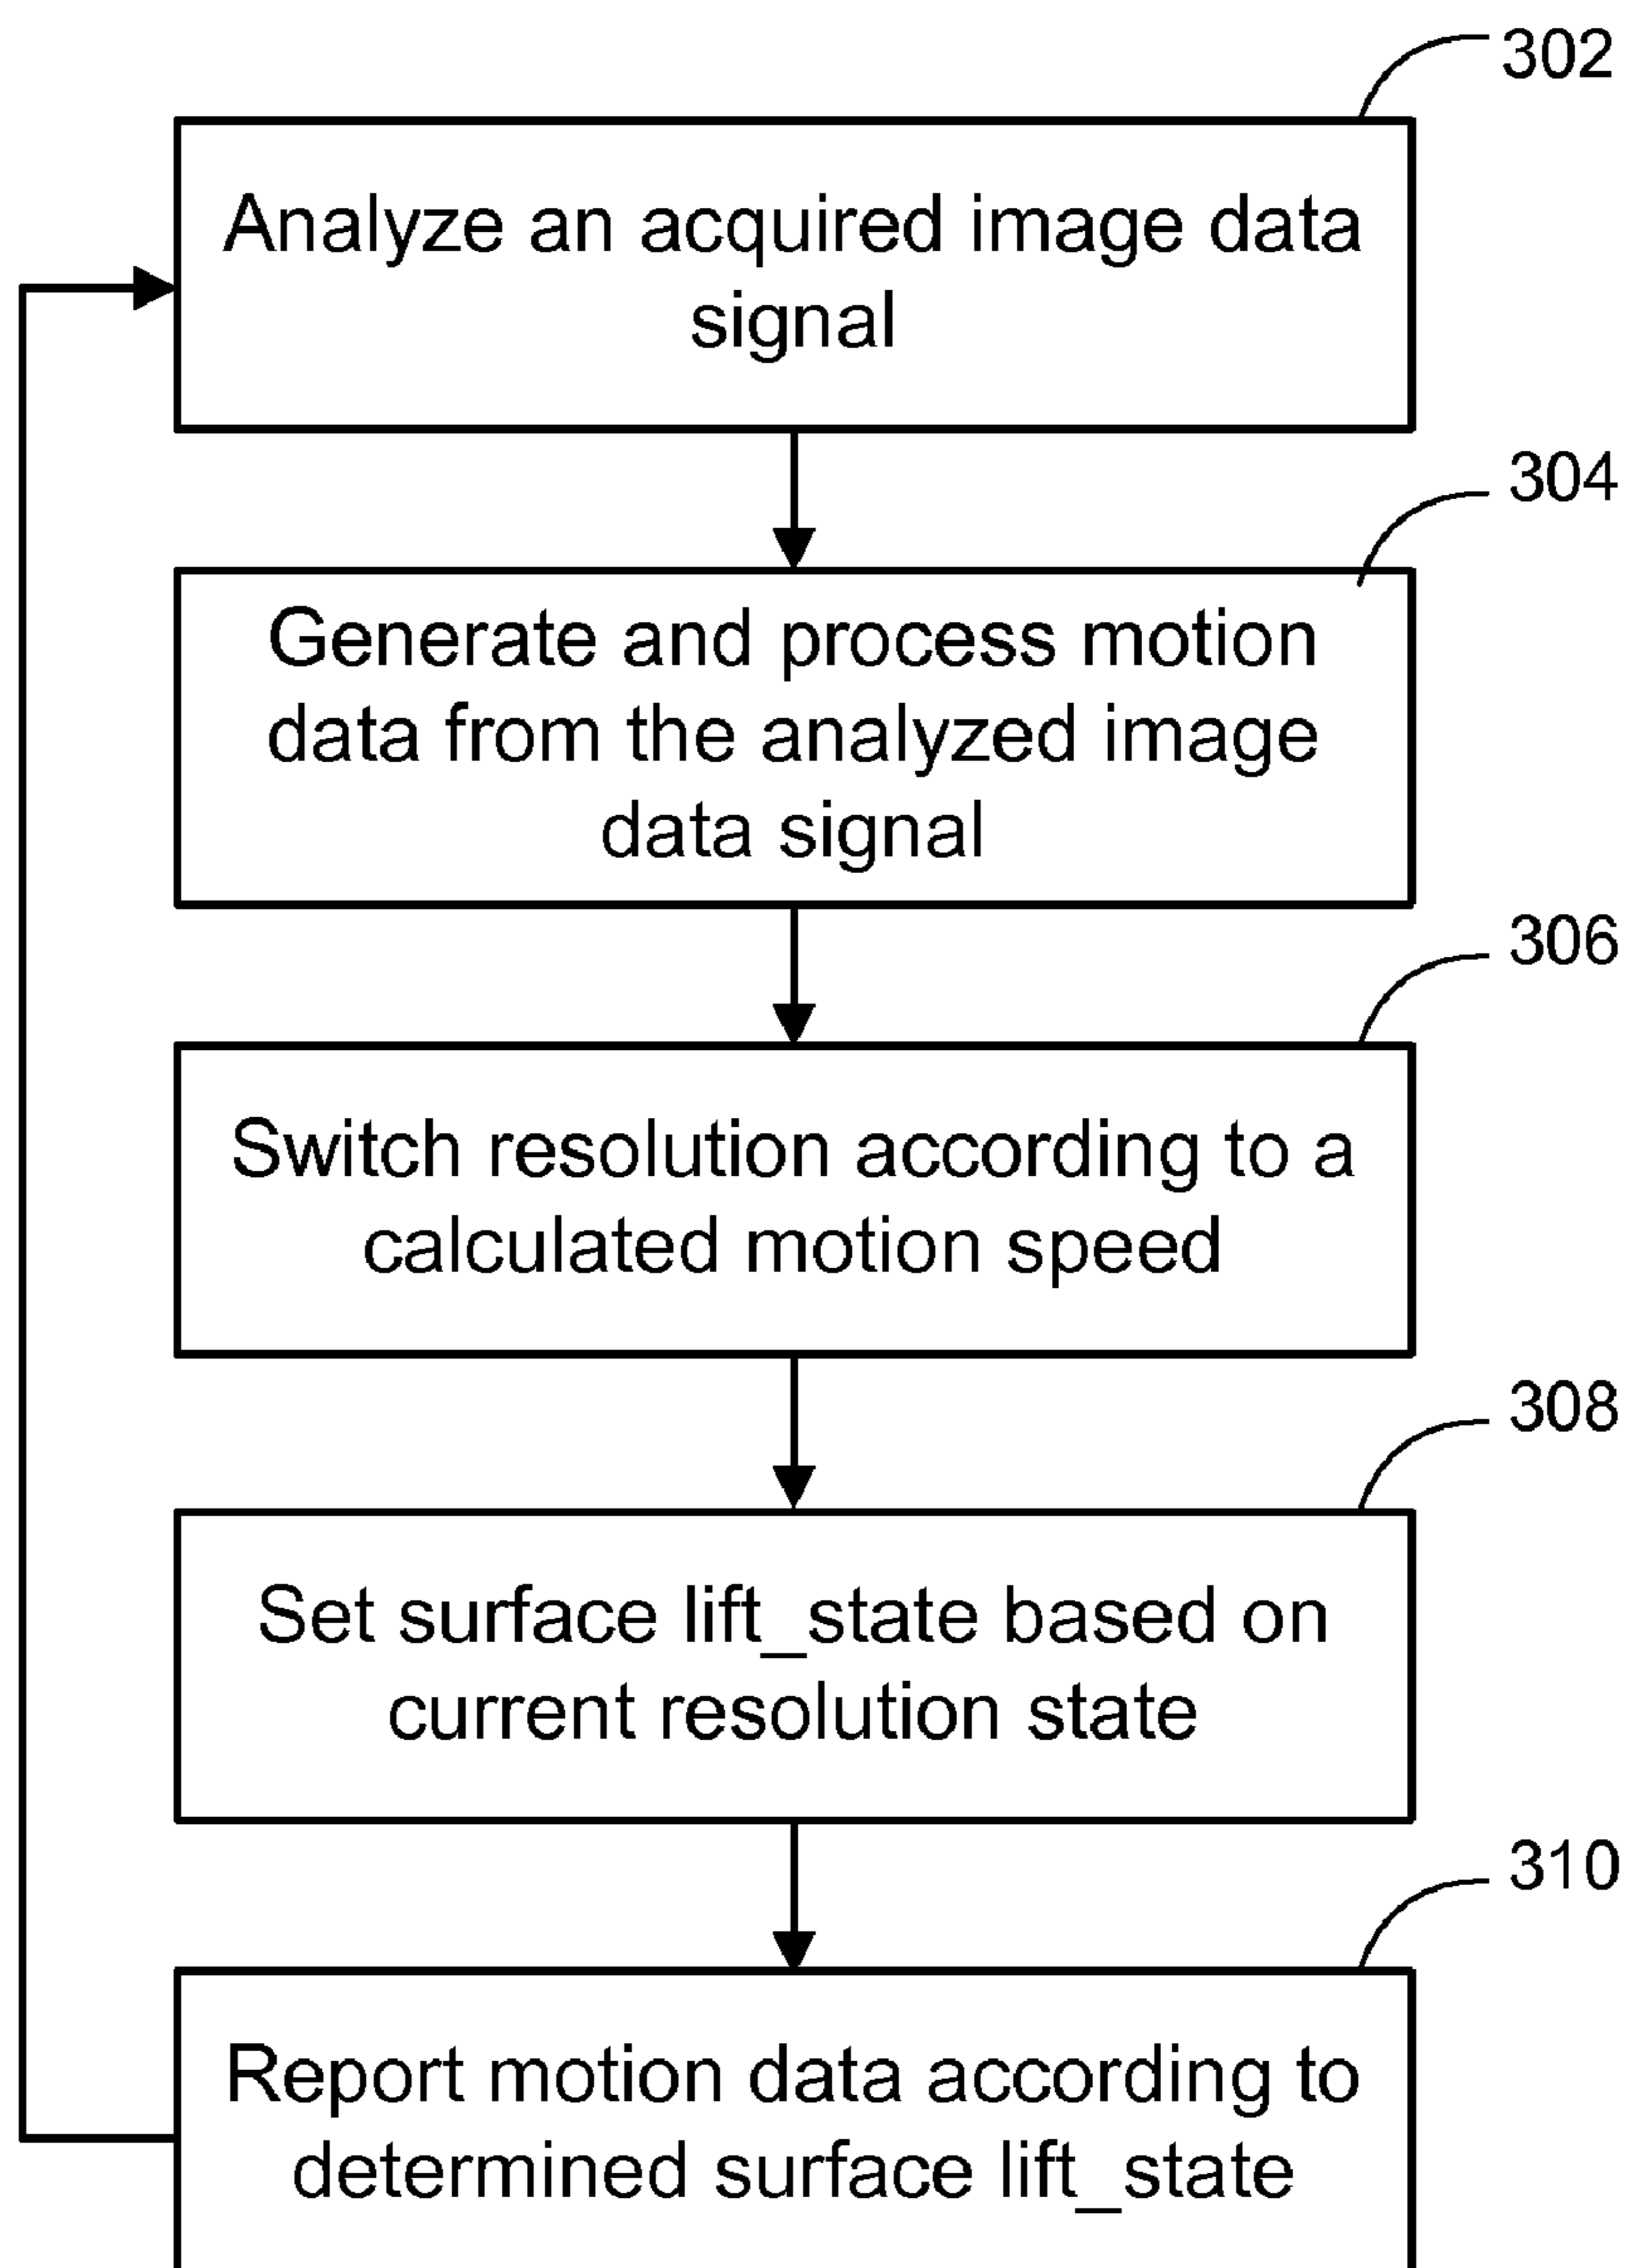 302
Analyze an acquired image data
signal
304
Generate and process motion
data from the analyzed image
data signal
306
Switch resolution according to a
calculated motion speed
308
Set surface lift_state based on
current resolution state
310
Report motion data according to
determined surface lift_state